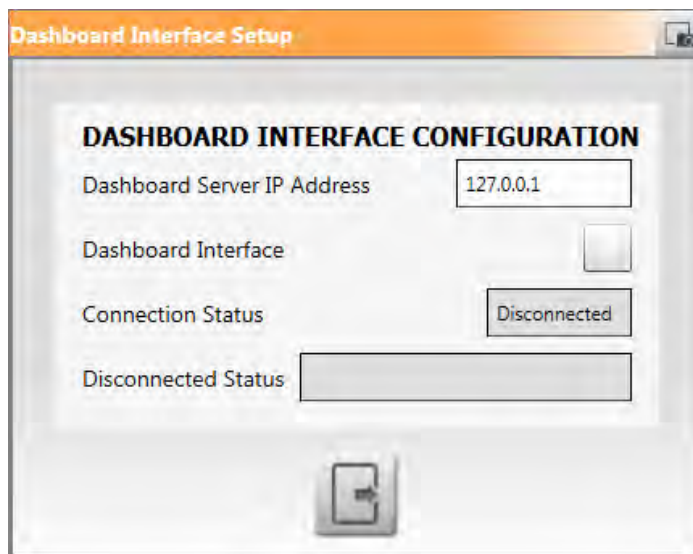 Dashboard Interface Setup
DASHBOARD INTERFACE CONFIGURATION
Dashboard Server IP Address 127.0.0.1
Dashboard Interface
Connection Status Disconnected
Disconnected Status